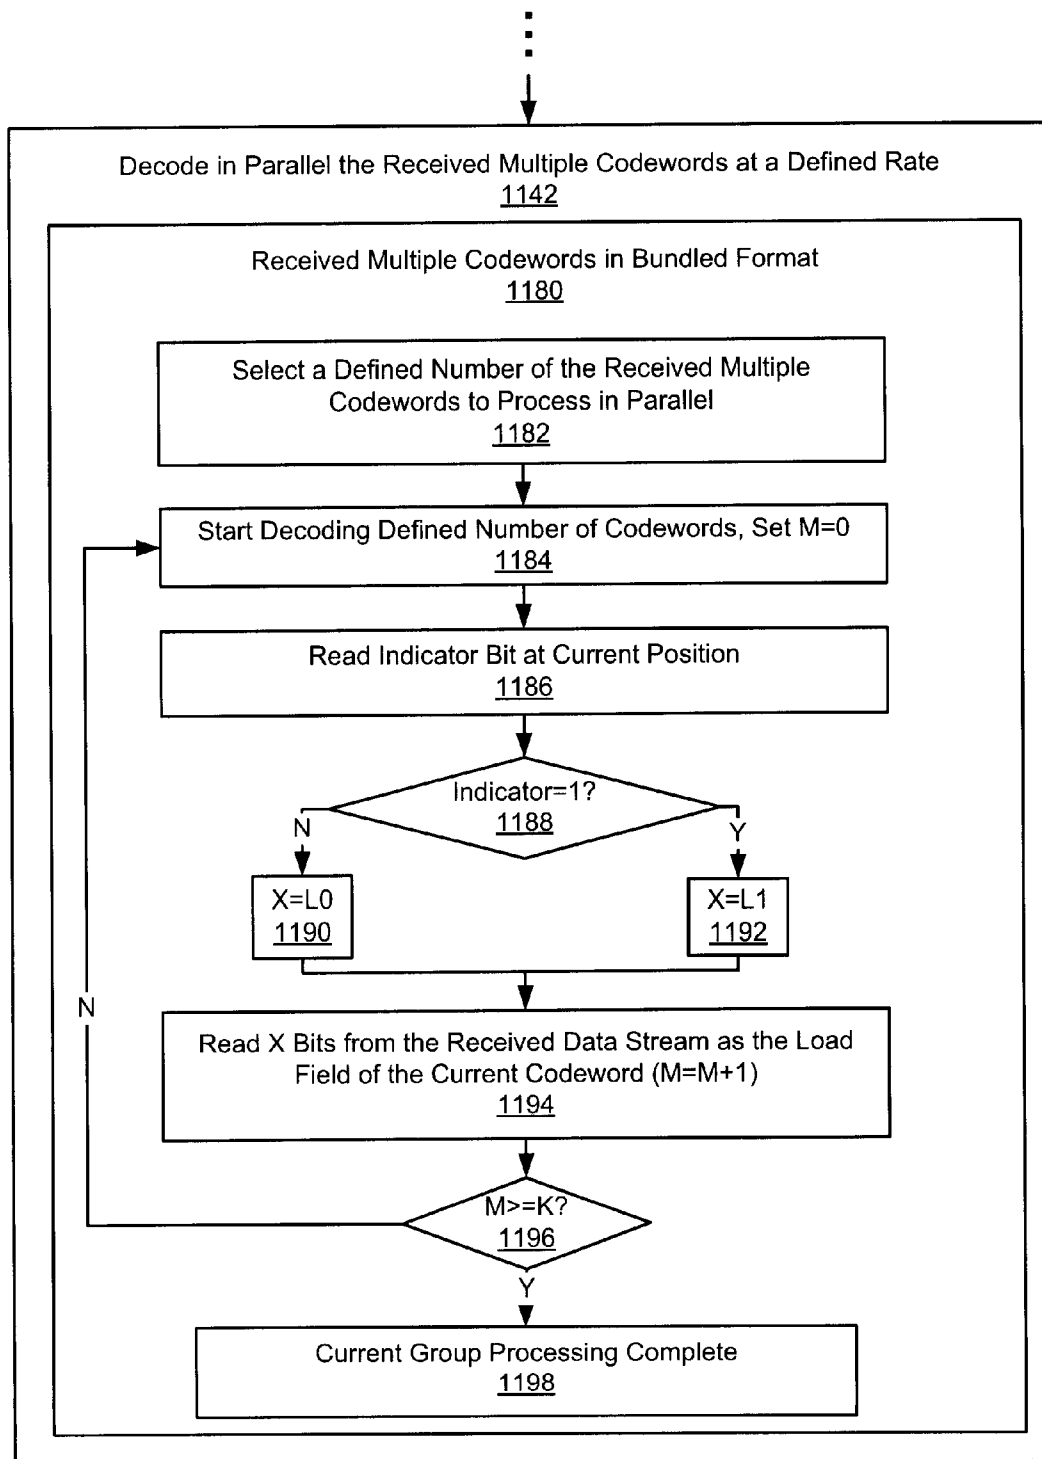 Decode in Parallel the Received Multiple Codewords at a Defined Rate
1142
Received Multiple Codewords in Bundled Format
1180
Select a Defined Number of the Received Multiple
Codewords to Process in Parallel
1182
Start Decoding Defined Number of Codewords, Set M=0
1184
Read Indicator Bit at Current Position
1186
Indicator=1?
1188
N
Y
X=L0
1190
X=L1
1192
N
Read X Bits from the Received Data Stream as the Load
Field of the Current Codeword (M=M+1)
1194
M>=K?
1196
Y
Current Group Processing Complete
1198